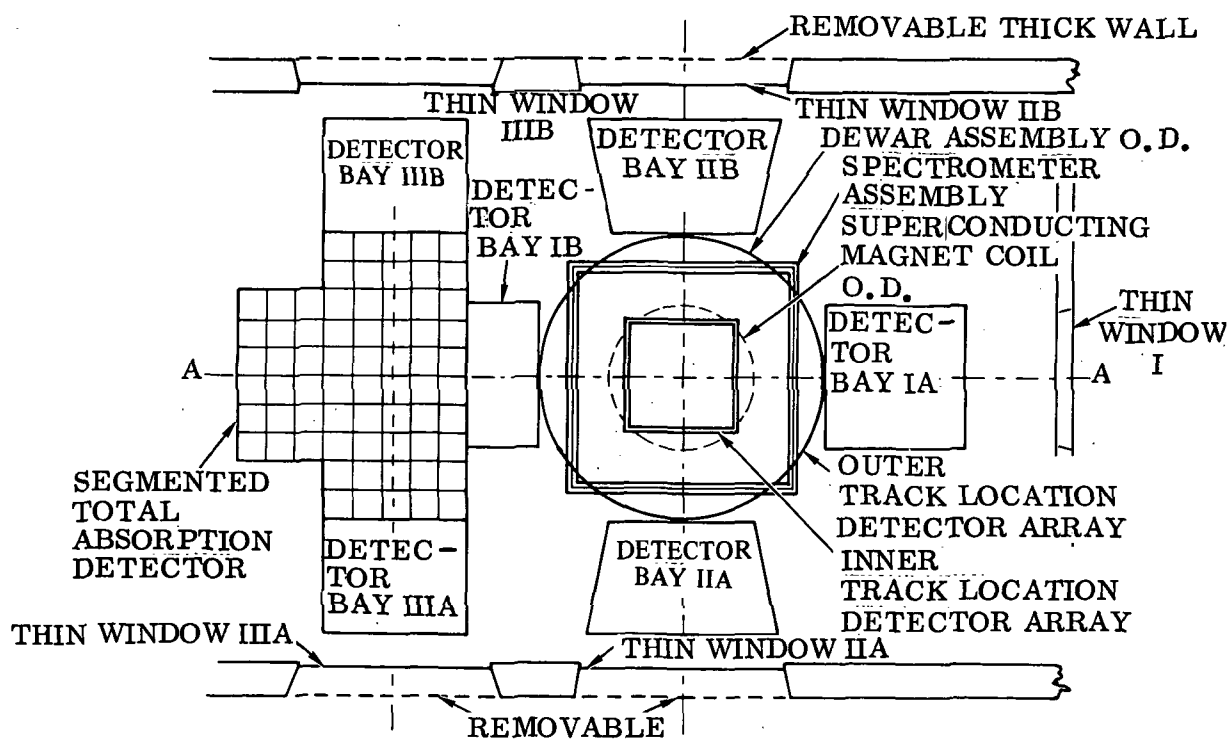 REMOVABLE THICK WALL
THIN WINDOW
IIIB
THIN WINDOW IIB
DETECTOR
BAY IIIB
DETECTOR
BAY IIB
DEWAR ASSEMBLY O. D.
SPECTROMETER
ASSEMBLY
SUPERCONDUCTING
MAGNET COIL
O. D.
DETEC-
TOR
BAY IB
DETEC-
TOR
BAY IA
THIN
WINDOW
I
A
A
SEGMENTED
TOTAL
ABSORPTION
DETECTOR
OUTER
TRACK LOCATION
DETECTOR ARRAY
INNER
TRACK LOCATION
DETECTOR ARRAY
DETEC-
TOR
BAY IIIA
DETECTOR
BAY IIA
THIN WINDOW IIIA
THIN WINDOW IIA
REMOVABLE